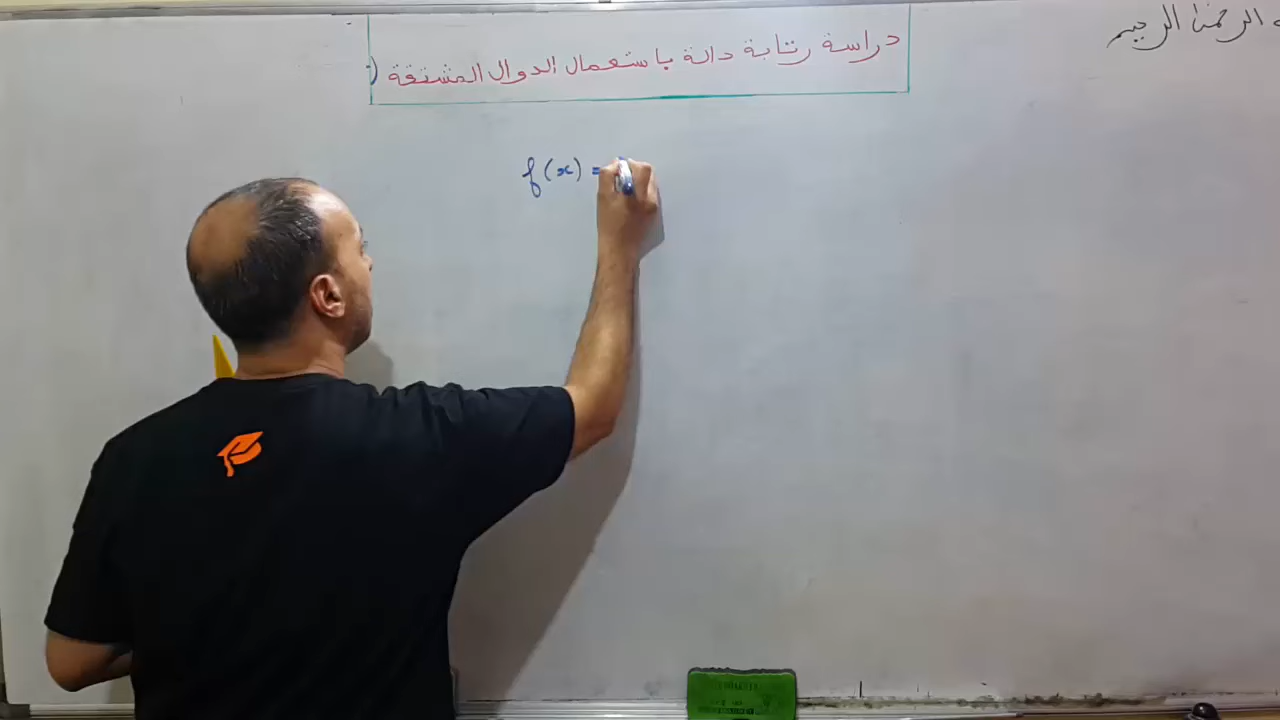 الرحمن الرحيم
دراسة رتابة دالة باستعمال الدوال المشتقة
f(x) =